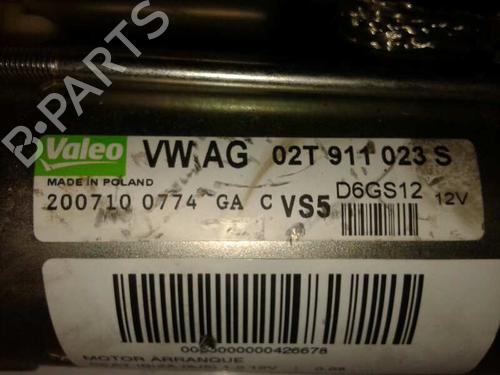 B-PARTS
Valeo VW AG 02T 911 023 S
MADE IN POLAND
200710 0774 GA C VS5 D6GS12 12V
MOTOR ARRANQUE